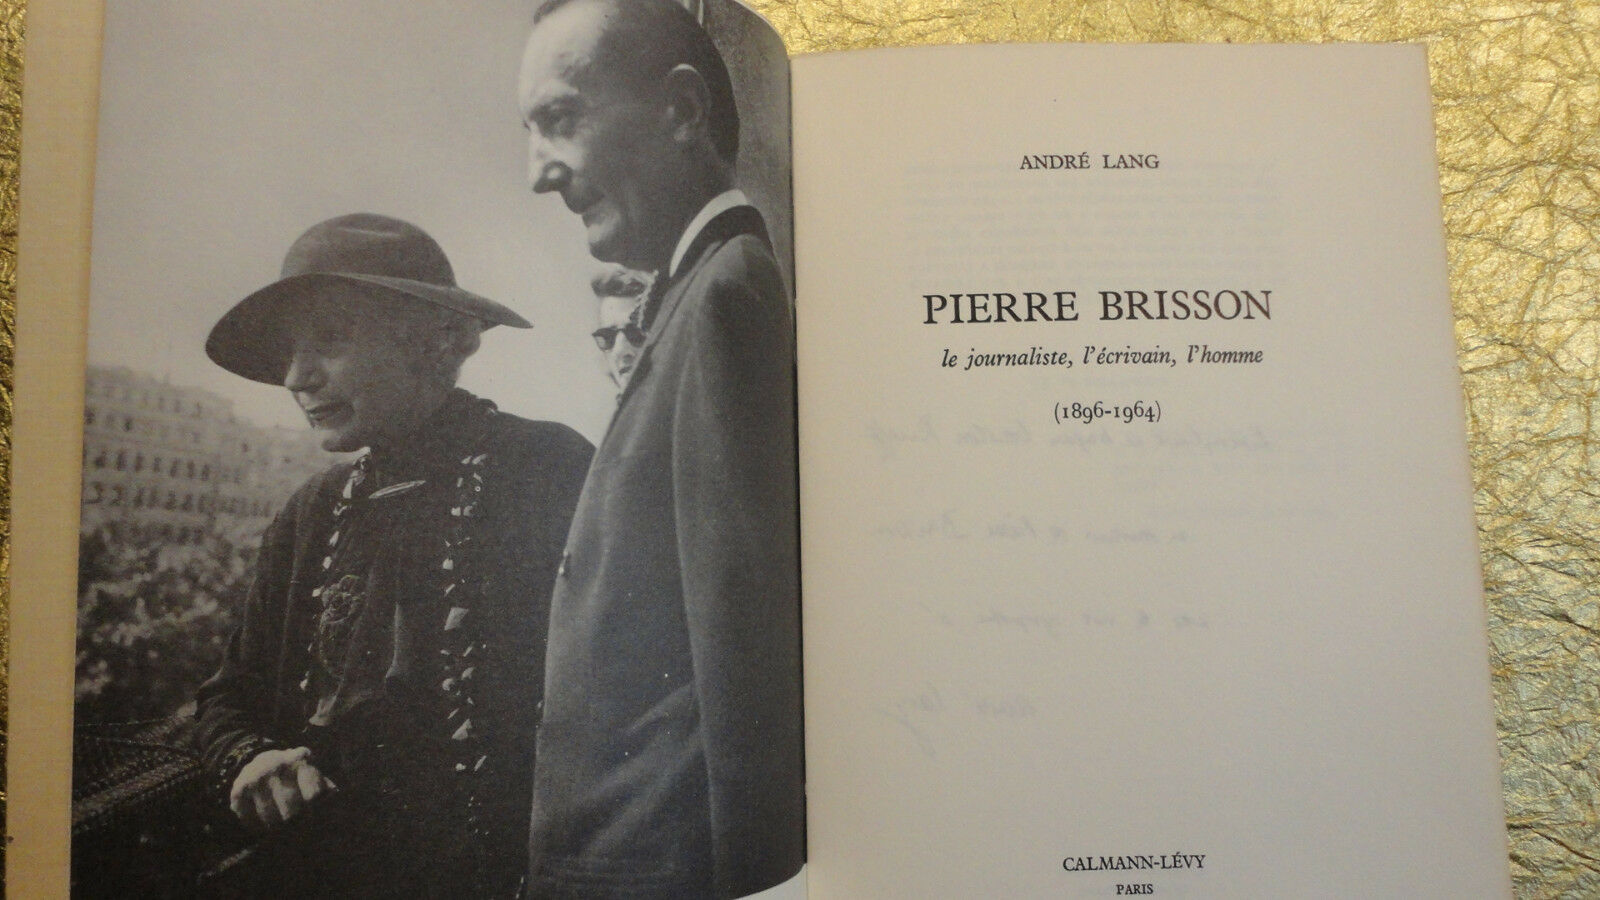 ANDRÉ LANG
PIERRE BRISSON
le journaliste, l'écrivain, l'homme
(1896-1964)
CALMANN-LÉVY
PARIS